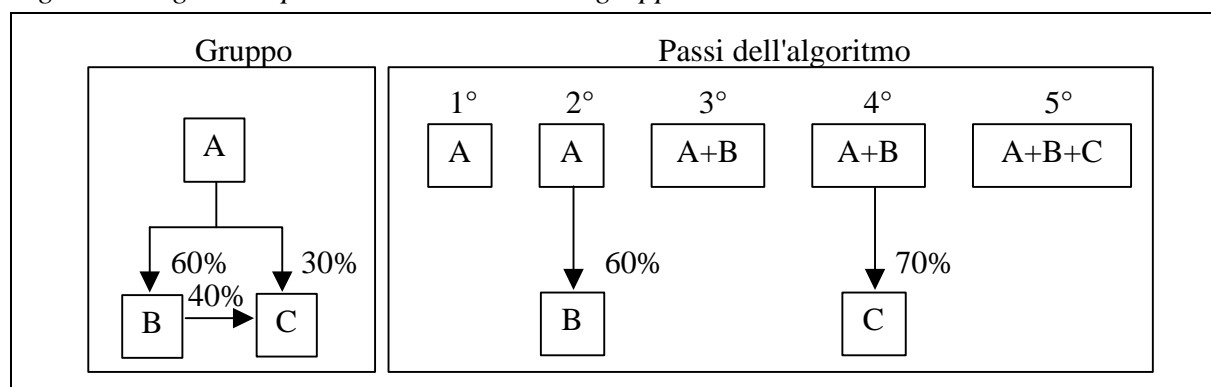 Gruppo
Passi dell'algoritmo
A
60%
30%
40%
B
C
1°
2°
3°
4°
5°
A
A
A+B
A+B
A+B+C
60%
70%
B
C